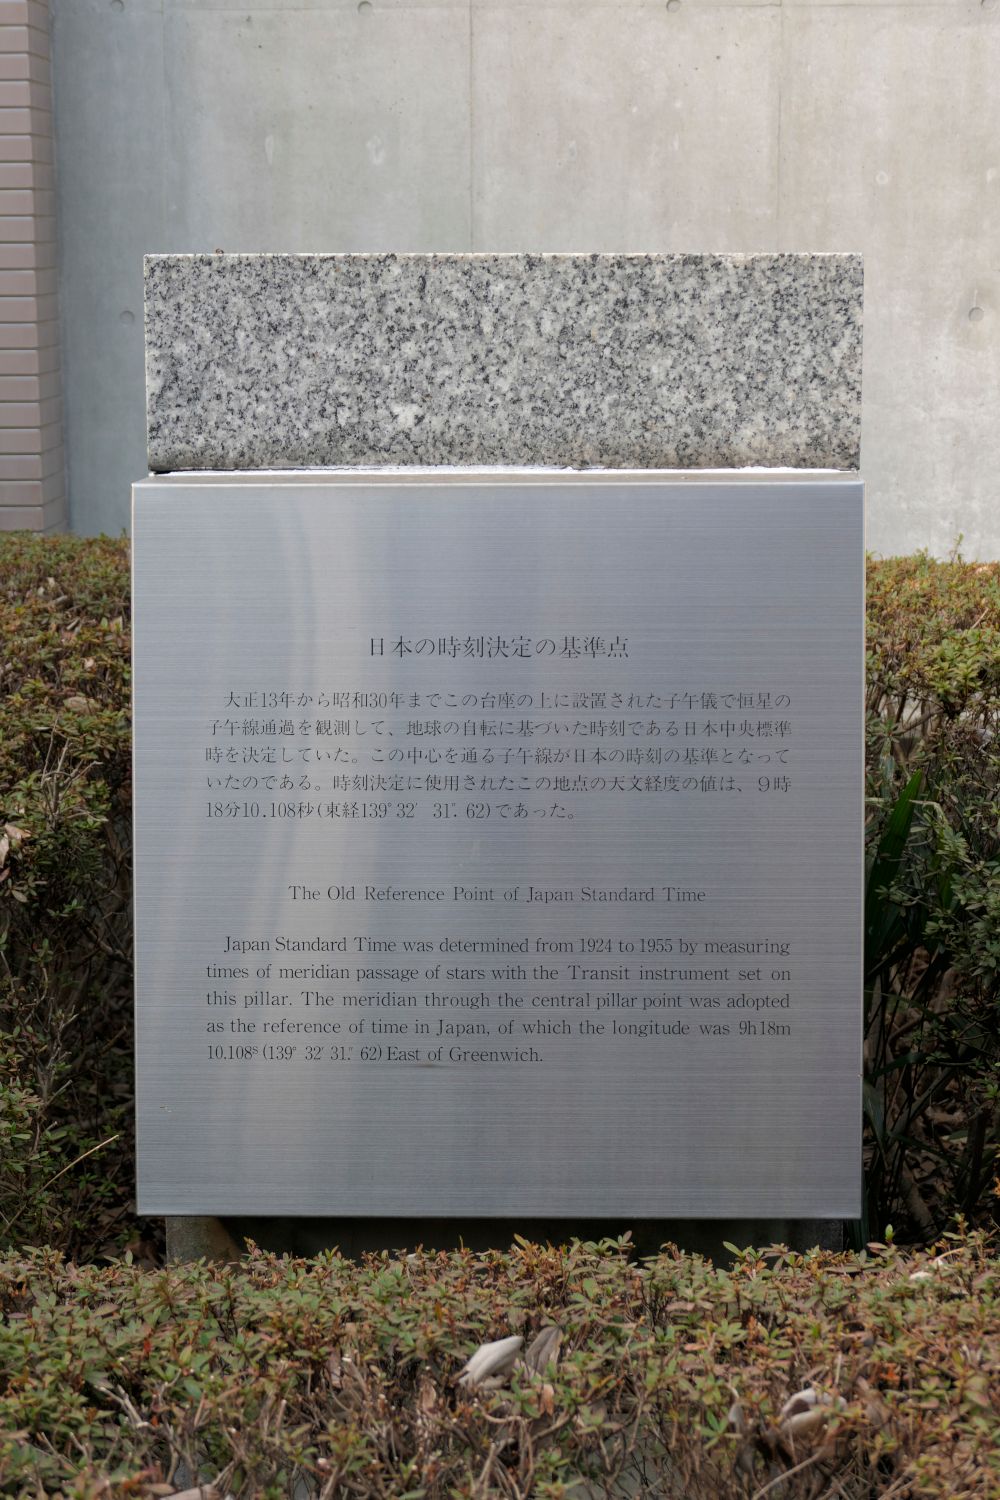 日本の時刻決定の基準点
大正13年から昭和30年までこの台座の上に設置された子午儀で恒星の
子午線通過を観測して、地球の自転に基づいた時刻である日本中央標準
時を決定していた。この中心を通る子午線が日本の時刻の基準となって
いたのである。時刻決定に使用されたこの地点の天文経度の値は、9時
18分10.108秒(東経139°32′ 31″. 62)であった。
The Old Reference Point of Japan Standard Time
Japan Standard Time was determined from 1924 to 1955 by measuring
times of meridian passage of stars with the Transit instrument set on
this pillar. The meridian through the central pillar point was adopted
as the reference of time in Japan, of which the longitude was 9h18m
10.108ˢ (139° 32′ 31″. 62) East of Greenwich.